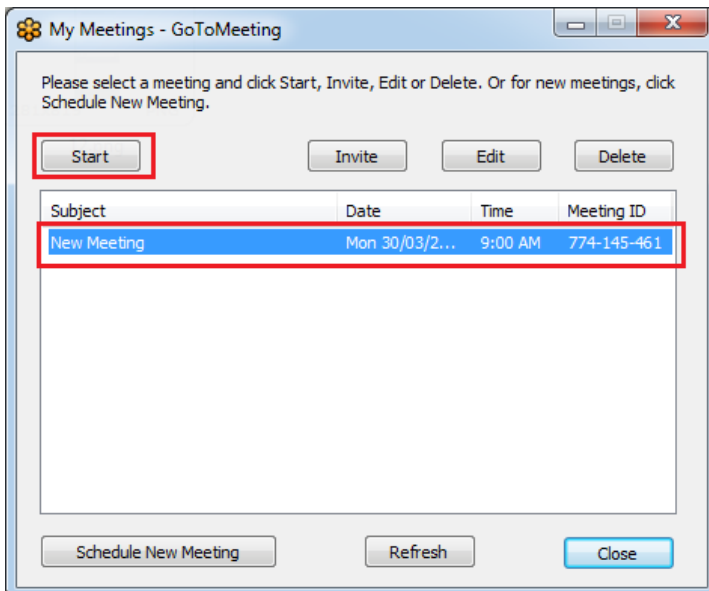 My Meetings - GoToMeeting
Please select a meeting and click Start, Invite, Edit or Delete. Or for new meetings, click
Schedule New Meeting.
Start Invite Edit Delete
Subject Date Time Meeting ID
New Meeting Mon 30/03/2... 9:00 AM 774-145-461
Schedule New Meeting Refresh Close